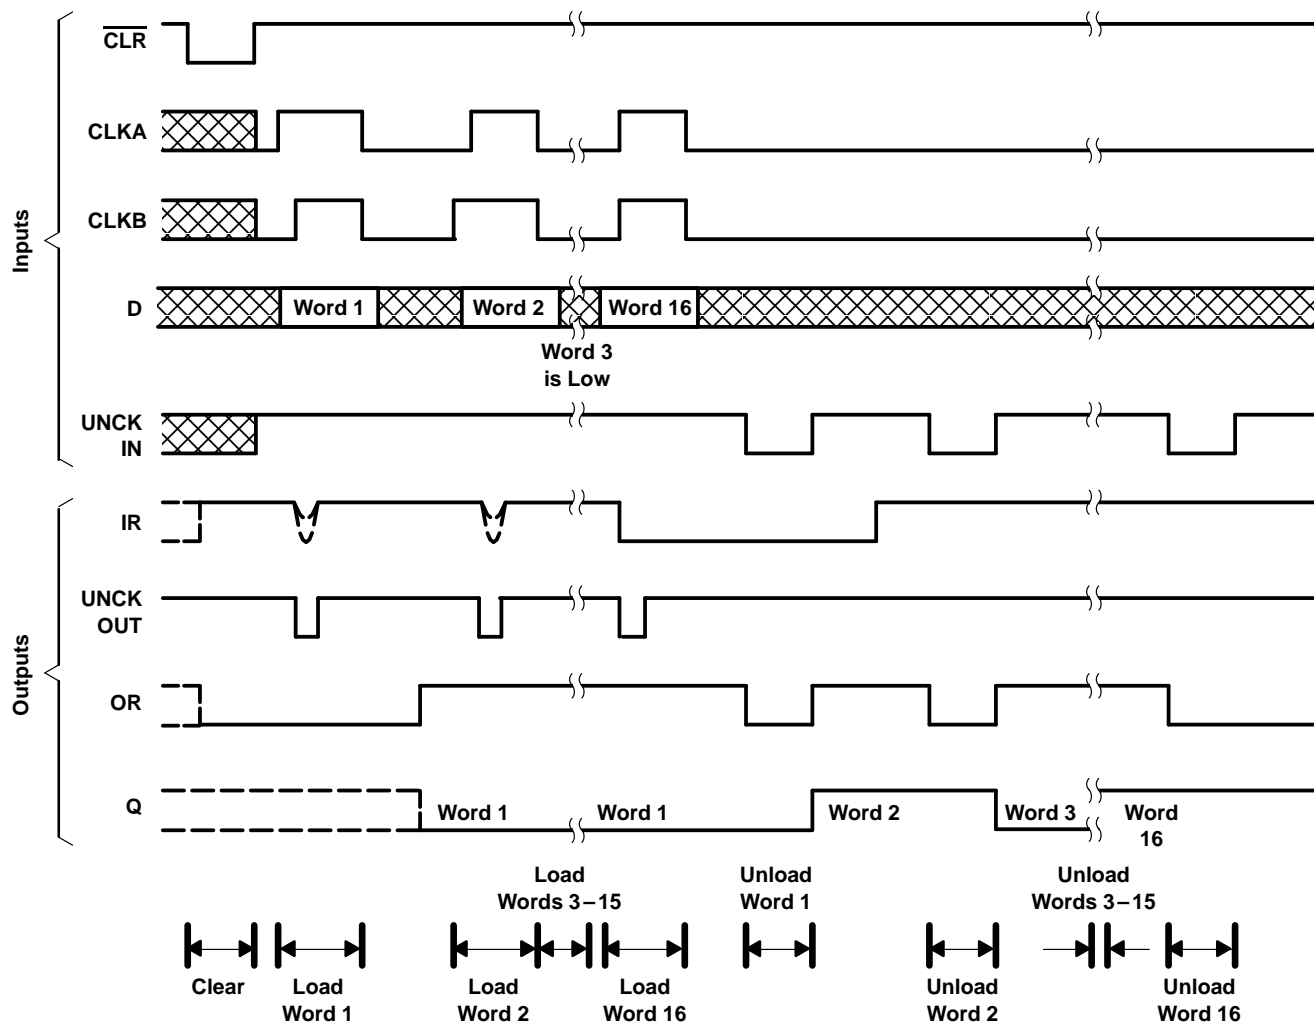 Inputs
CLR
CLKA
CLKB
D
Word 1
Word 2
Word 16
Word 3
is Low
UNCK
IN
Outputs
IR
UNCK
OUT
OR
Q
Word 1
Word 1
Word 2
Word 3
Word
16
Load
Words 3–15
Unload
Word 1
Unload
Words 3–15
Clear
Load
Word 1
Load
Word 2
Load
Word 16
Unload
Word 2
Unload
Word 16